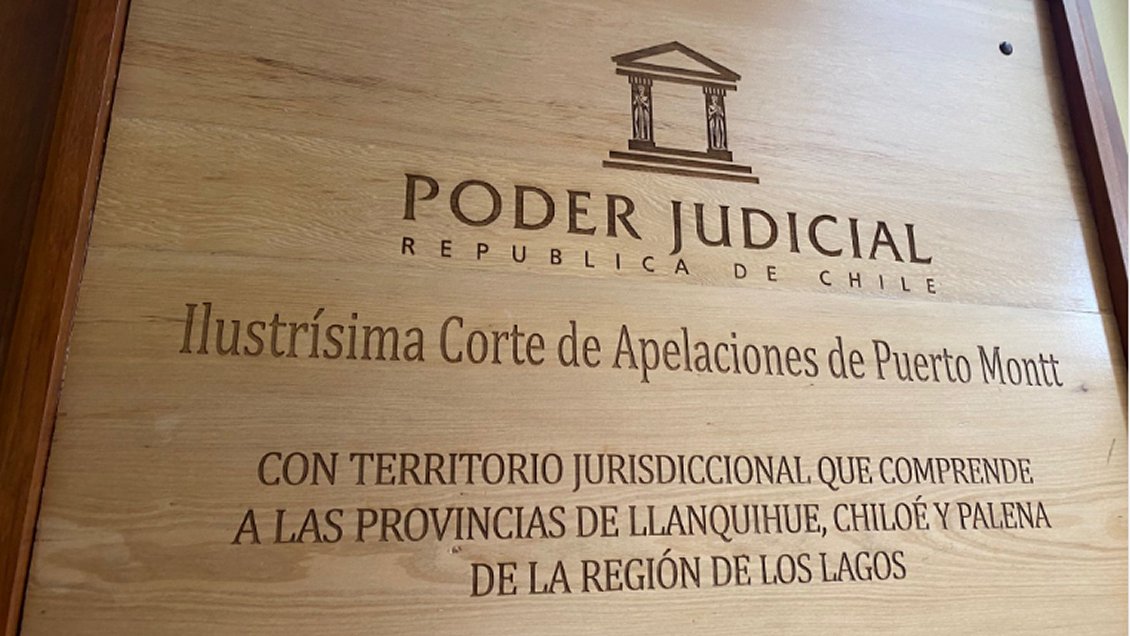 PODER JUDICIAL
REPUBLICA DE CHILE
Ilustrísima Corte de Apelaciones de Puerto Montt
CON TERRITORIO JURISDICCIONAL QUE COMPRENDE
A LAS PROVINCIAS DE LLANQUIHUE, CHILOÉ Y PALENA
DE LA REGIÓN DE LOS LAGOS